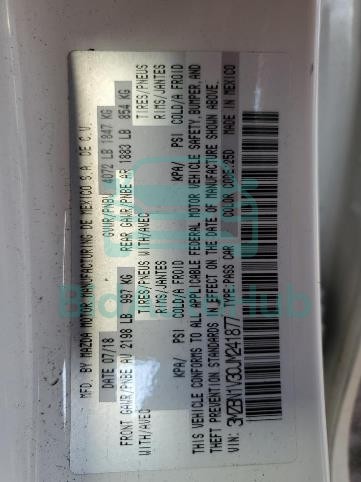 MFD. BY MAZDA MOTOR MANUFACTURING DE MEXICO S.A. DE C.V.
DATE: 07/18 GVWR/PNBV 4072 LB 1847 KG
FRONT GAWR/PNBE AV 2198 LB 997 KG REAR GAWR/PNBE AR 1883 LB 854 KG
WITH/AVEC TIRES/PNEUS WITH/AVEC TIRES/PNEUS
RIMS/JANTES RIMS/JANTES
KPA/ PSI COLD/A FROID KPA/ PSI COLD/A FROID
THIS VEHICLE CONFORMS TO ALL APPLICABLE FEDERAL MOTOR VEHICLE SAFETY, BUMPER, AND
THEFT PREVENTION STANDARDS IN EFFECT ON THE DATE OF MANUFACTURE SHOWN ABOVE.
VIN: TYPE: PASS CAR COLOR CODE: 25D MADE IN MEXICO